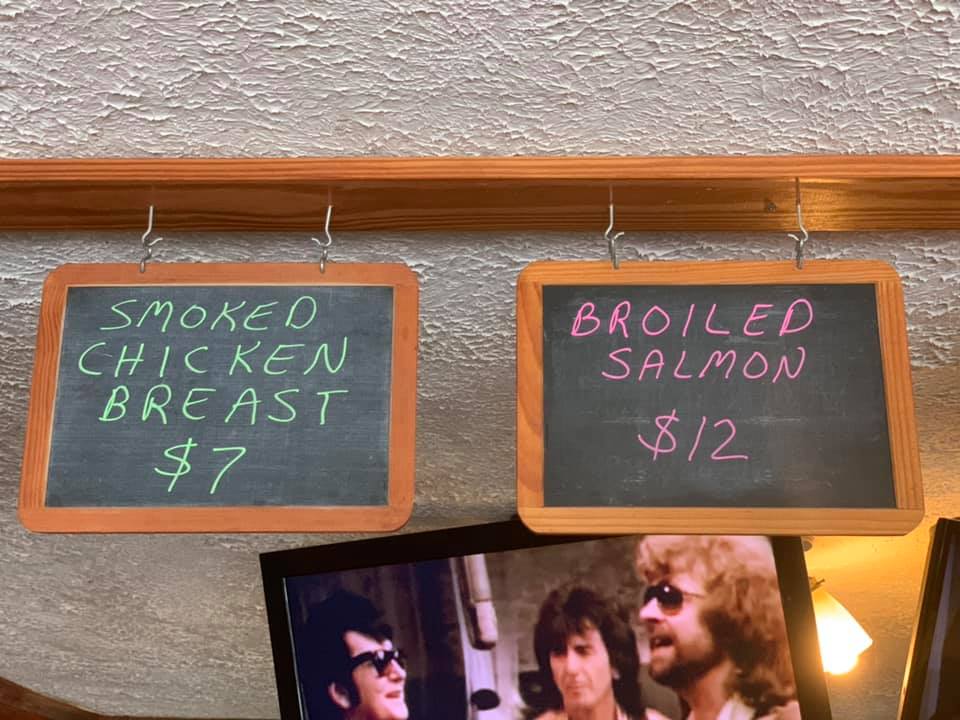 SMOKED
CHICKEN
BREAST
$7
BROILED
SALMON
$12